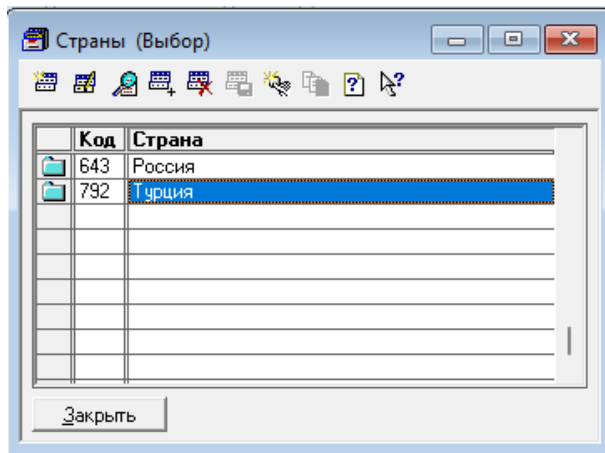 Страны (Выбор)
Код Страна
643 Россия
792 Турция
Закрыть